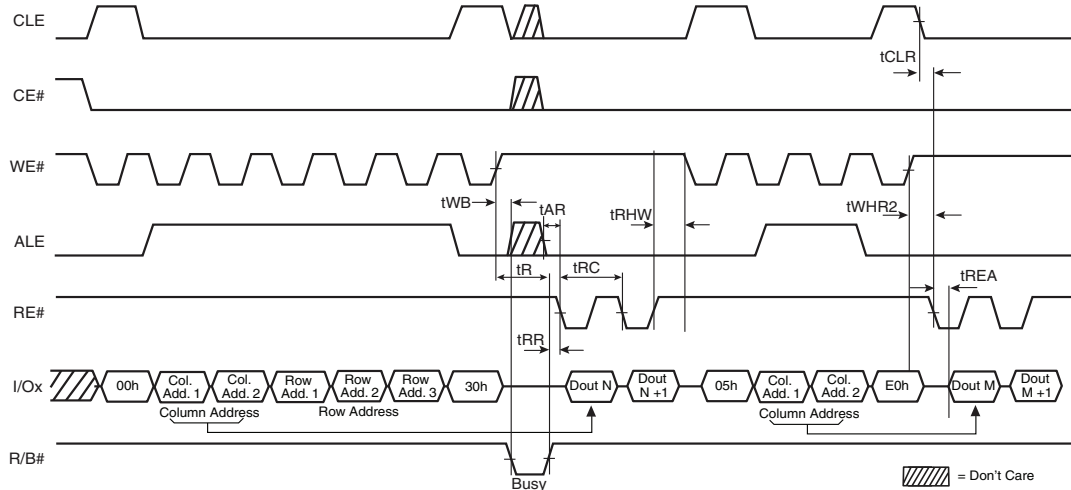 CLE
tCLR
CE#
WE#
tWB
tAR
tRHW
tWHR2
ALE
tR
tRC
tREA
RE#
tRR
I/Ox
00h
Col. Add. 1
Col. Add. 2
Row Add. 1
Row Add. 2
Row Add. 3
30h
Dout N
Dout N +1
05h
Col. Add. 1
Col. Add. 2
E0h
Dout M
Dout M +1
Column Address
Row Address
Column Address
R/B#
Busy
= Don't Care